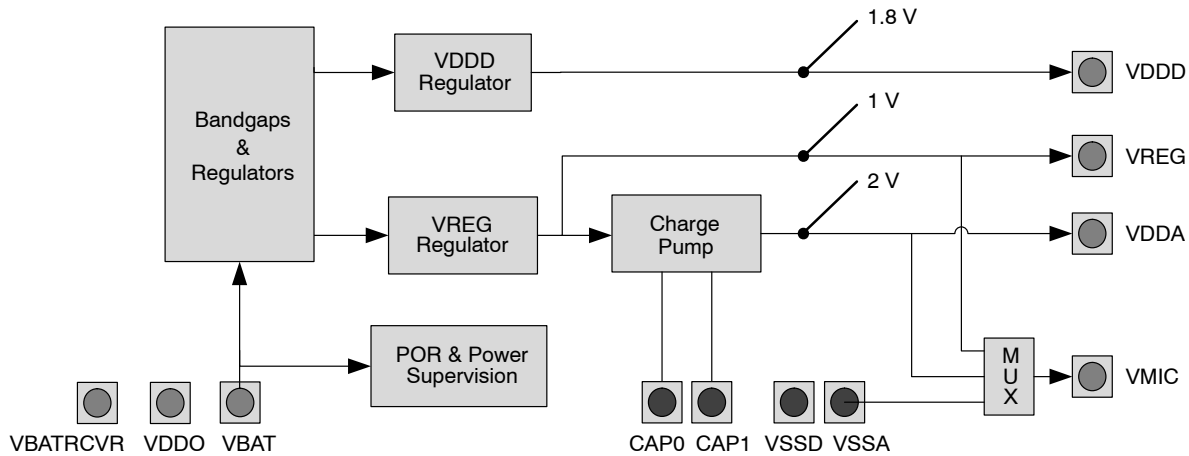 1.8 V
VDDD
Regulator
VDDD
Bandgaps
&
Regulators
1 V
VREG
2 V
VREG
Regulator
Charge
Pump
VDDA
POR & Power
Supervision
M
U
X
VMIC
VBATRCVR
VDDO
VBAT
CAP0
CAP1
VSSD
VSSA